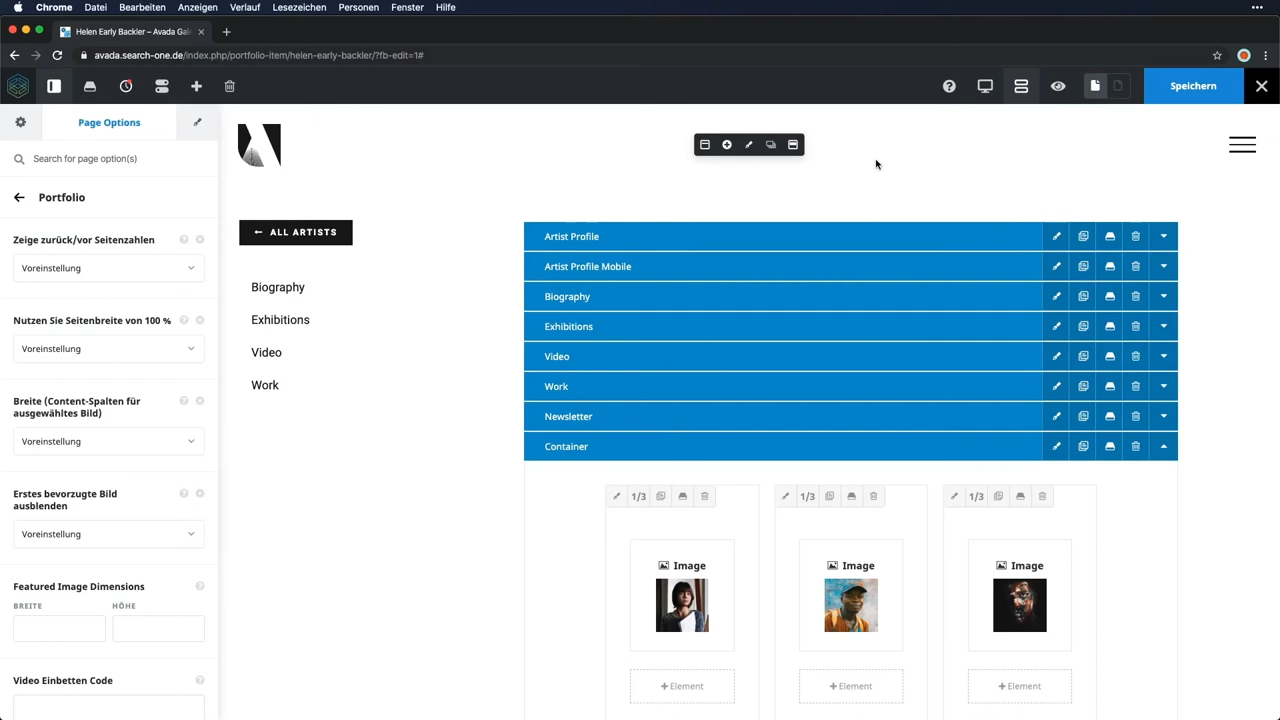 Chrome Datei Bearbeiten Anzeigen Verlauf Lesezeichen Personen Fenster Hilfe
Helen Early Backler – Avada Gal
avada.search-one.de/index.php/portfolio-item/helen-early-backler/?fb-edit=1#
Speichern
Page Options
Search for page option(s)
Portfolio
Zeige zurück/vor Seitenzahlen
Voreinstellung
Nutzen Sie Seitenbreite von 100 %
Voreinstellung
Breite (Content-Spalten für
ausgewähltes Bild)
Voreinstellung
Erstes bevorzugte Bild
ausblenden
Voreinstellung
Featured Image Dimensions
BREITE HÖHE
Video Einbetten Code
← ALL ARTISTS
Biography
Exhibitions
Video
Work
Artist Profile
Artist Profile Mobile
Biography
Exhibitions
Video
Work
Newsletter
Container
1/3 1/3 1/3
Image Image Image
+ Element + Element + Element